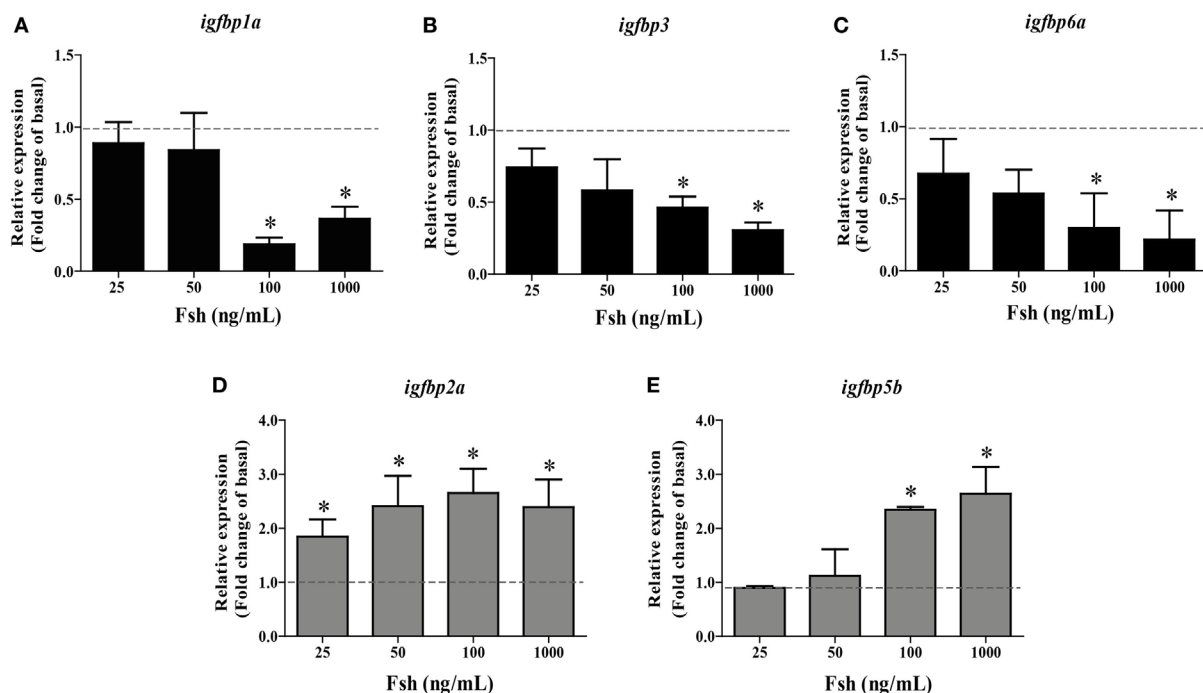 A
igfbp1a
Relative expression
(Fold change of basal)
1.5
1.0
0.5
0.0
*
*
25 50 100 1000
Fsh (ng/mL)
B
igfbp3
Relative expression
(Fold change of basal)
1.5
1.0
0.5
0.0
*
*
25 50 100 1000
Fsh (ng/mL)
C
igfbp6a
Relative expression
(Fold change of basal)
1.5
1.0
0.5
0.0
*
*
25 50 100 1000
Fsh (ng/mL)
D
igfbp2a
Relative expression
(Fold change of basal)
4.0
3.0
2.0
1.0
0.0
*
*
*
*
25 50 100 1000
Fsh (ng/mL)
E
igfbp5b
Relative expression
(Fold change of basal)
4.0
3.0
2.0
1.0
0.0
*
*
25 50 100 1000
Fsh (ng/mL)